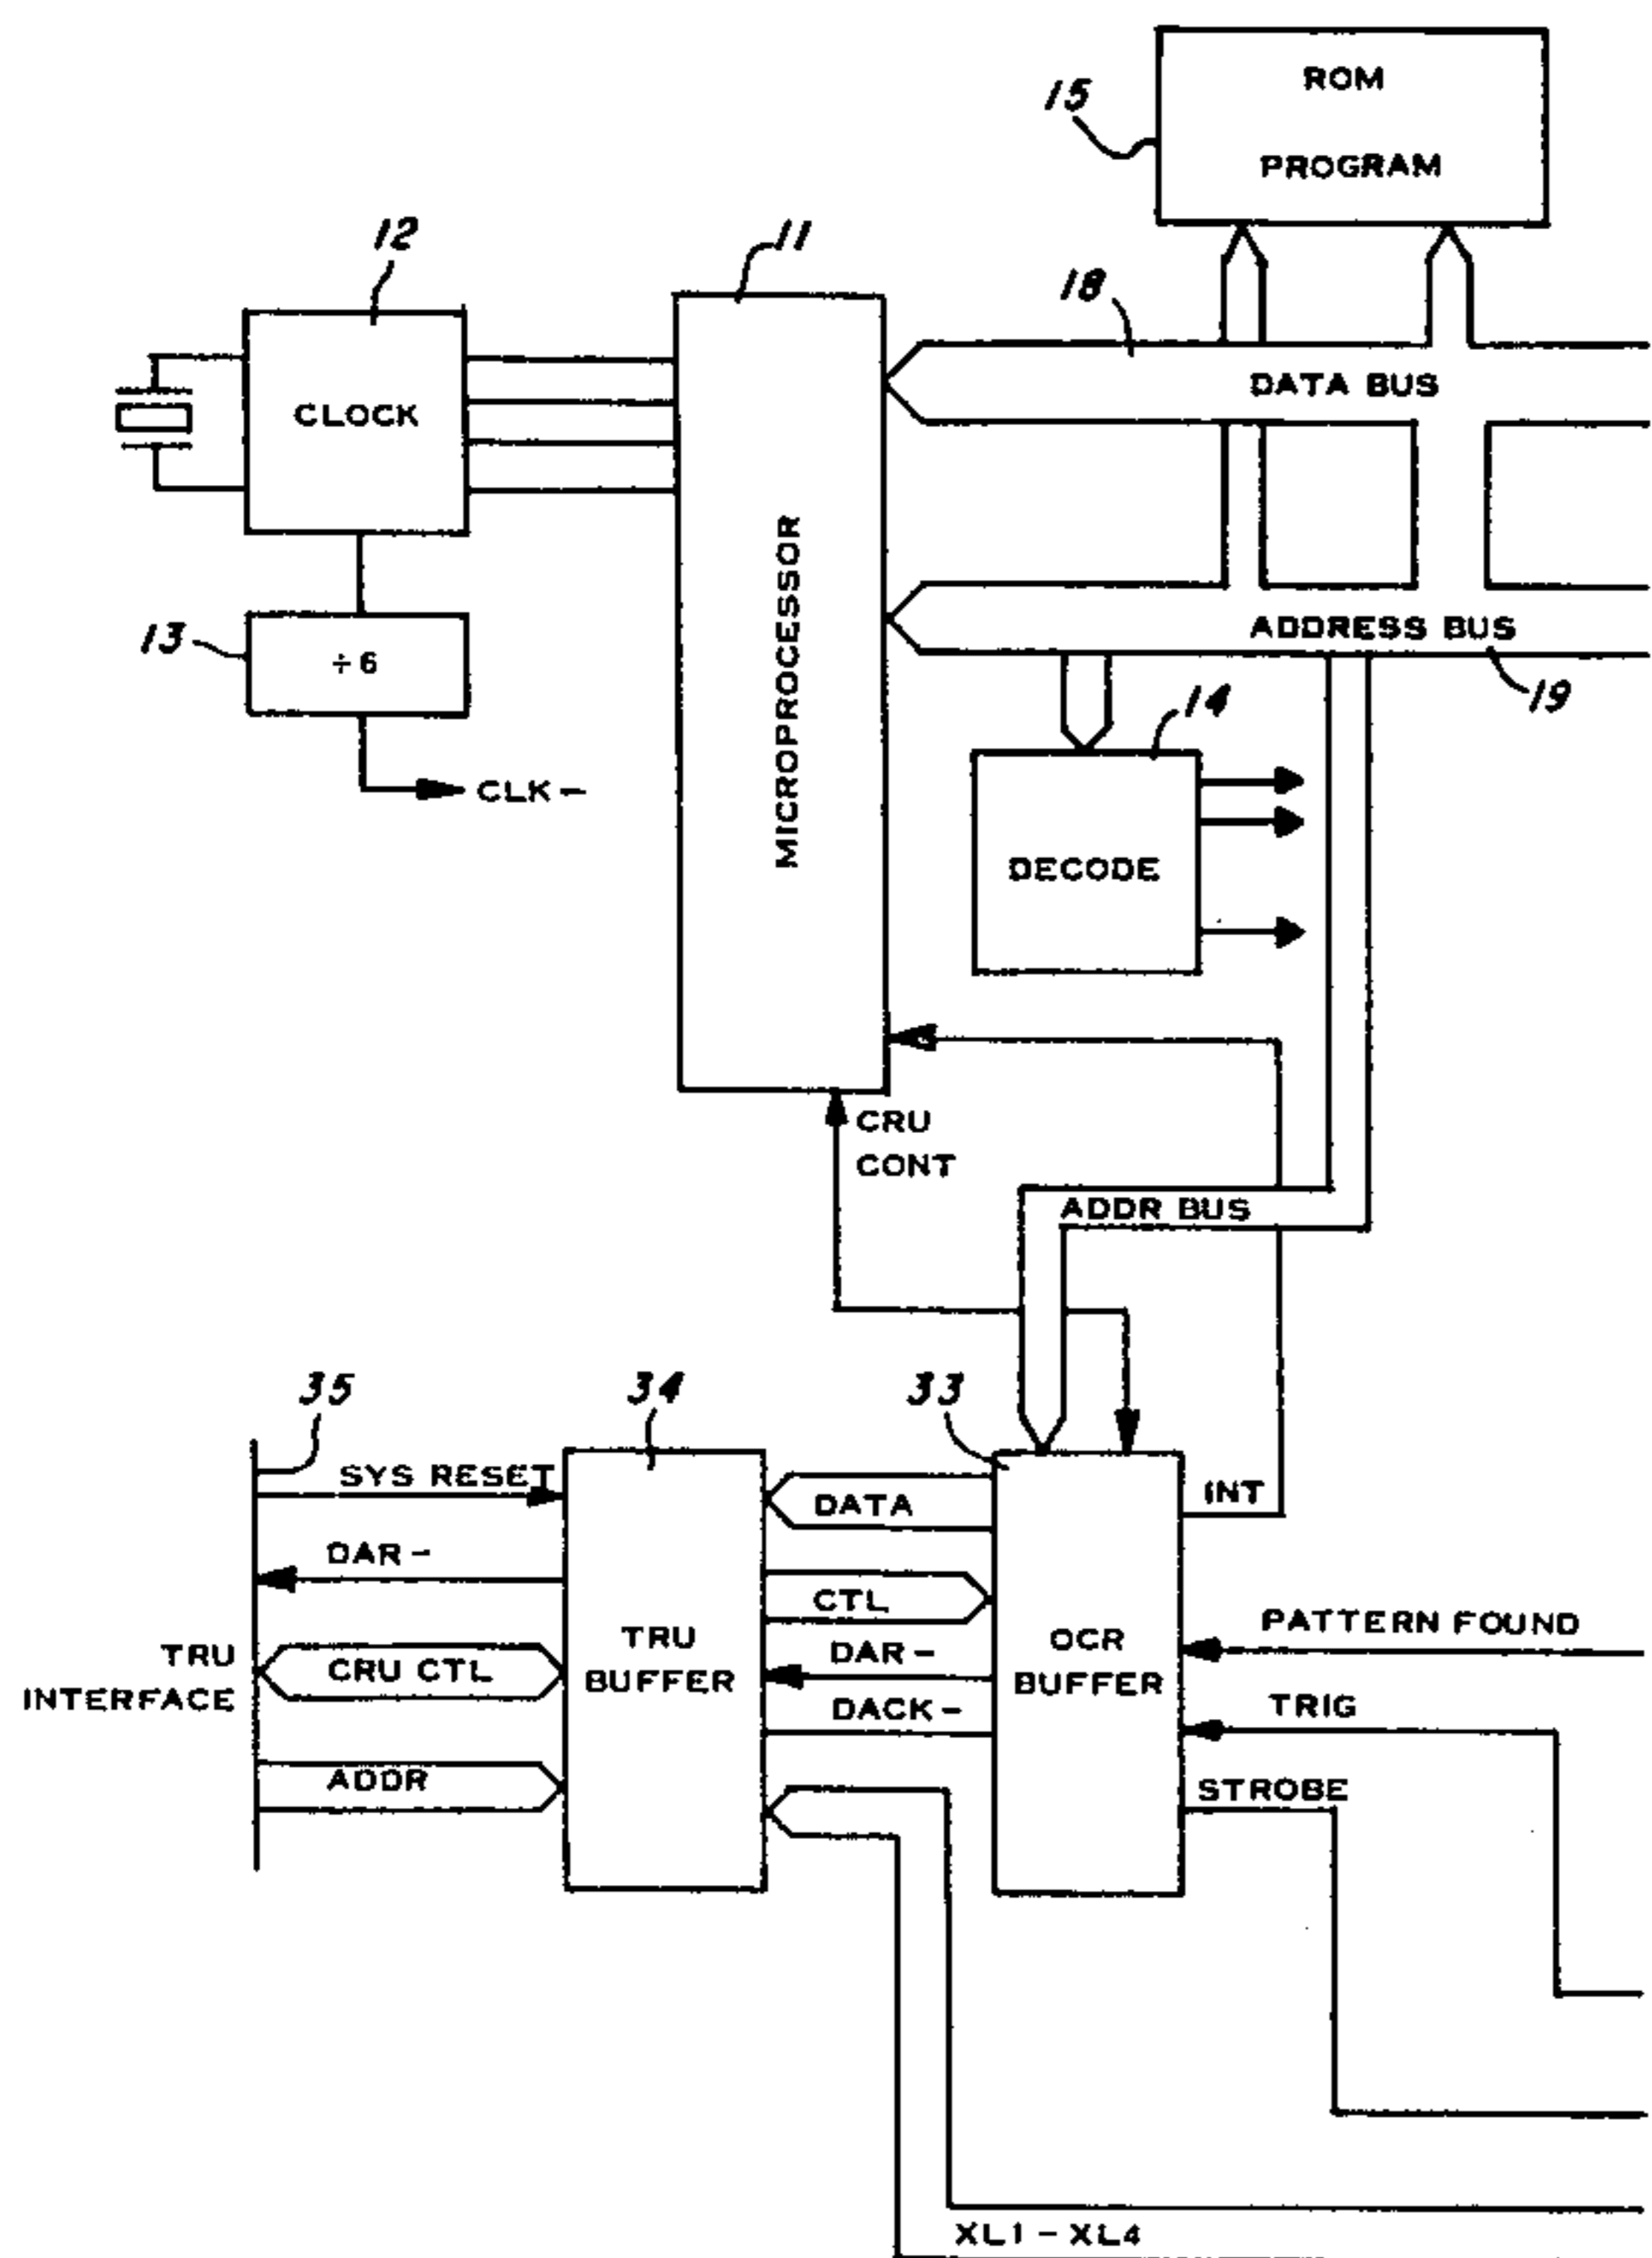 ROM
PROGRAM
15
12
11
18
CLOCK
DATA BUS
MICROPROCESSOR
13
÷6
ADDRESS BUS
19
14
CLK-
DECODE
CRU
CONT
ADDR BUS
35
34
33
SYS RESET
DATA
INT
DAR-
CTL
TRU
INTERFACE
CRU CTL
TRU
BUFFER
DAR-
OCR
BUFFER
PATTERN FOUND
DACK-
TRIG
ADDR
STROBE
XL1-XL4